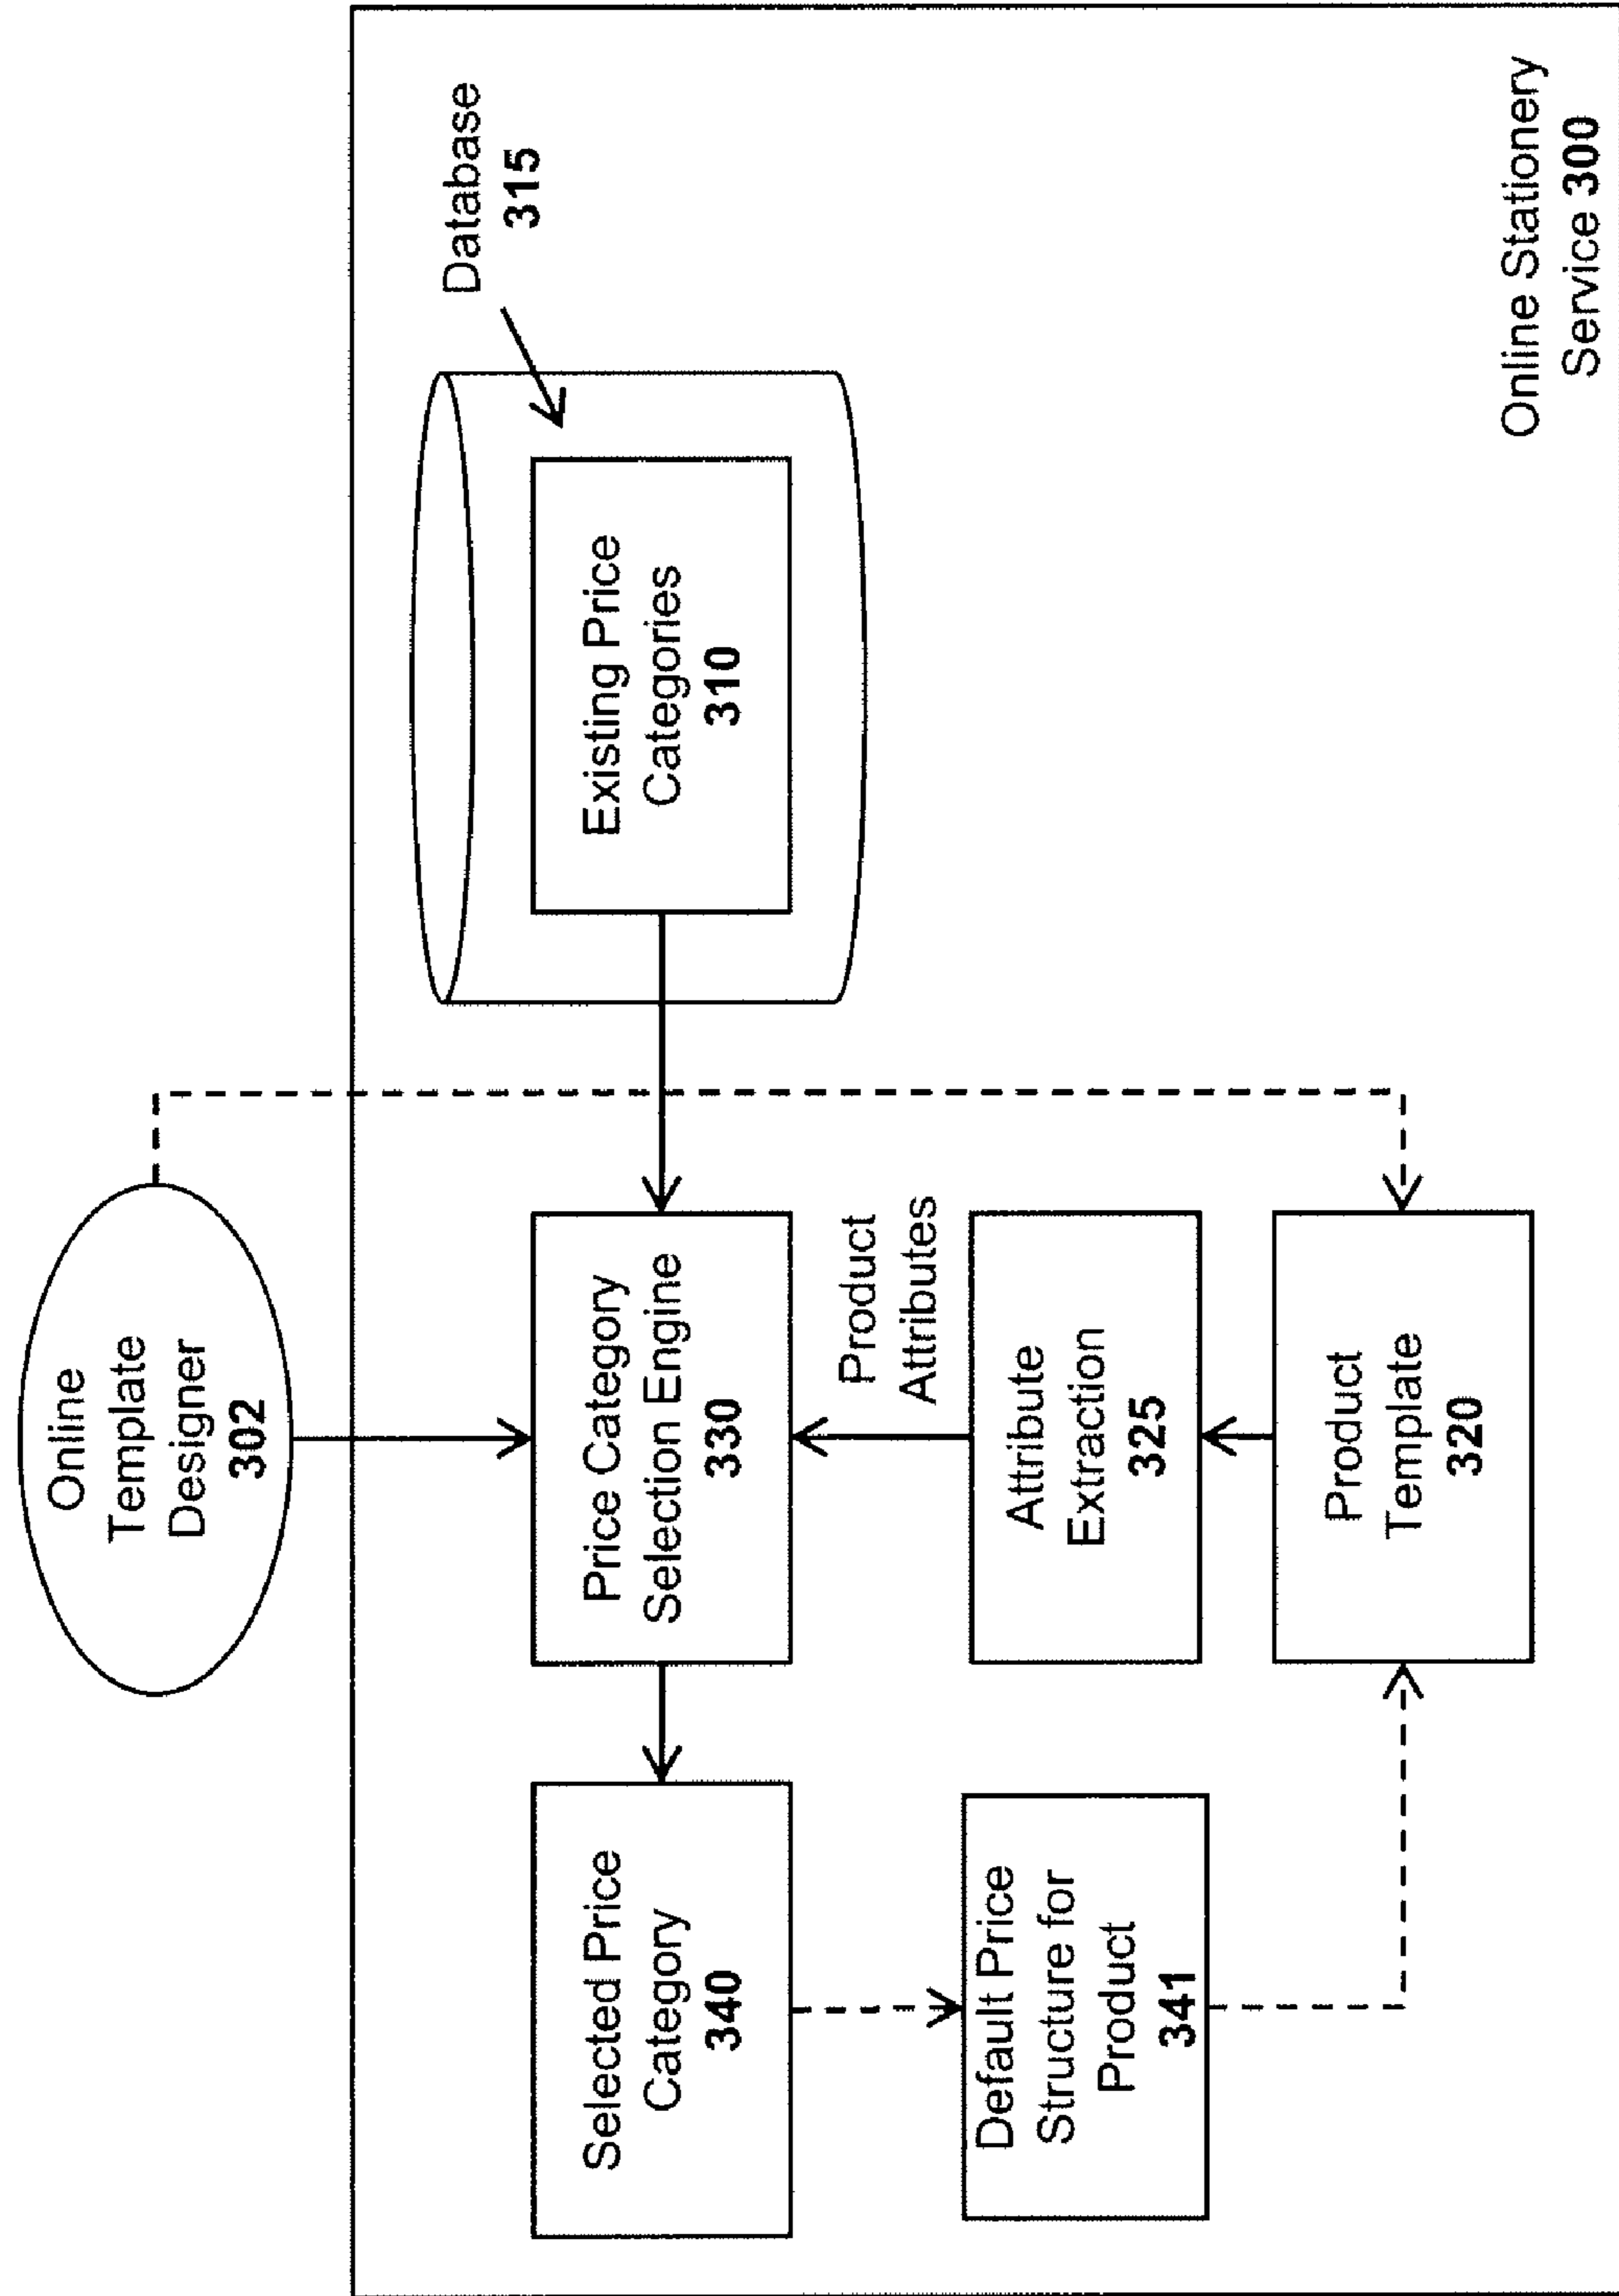 Online
Template
Designer
302
Database
315
Selected Price
Category
340
Price Category
Selection Engine
330
Existing Price
Categories
310
Product
Attributes
Default Price
Structure for
Product
341
Attribute
Extraction
325
Product
Template
320
Online Stationery
Service 300